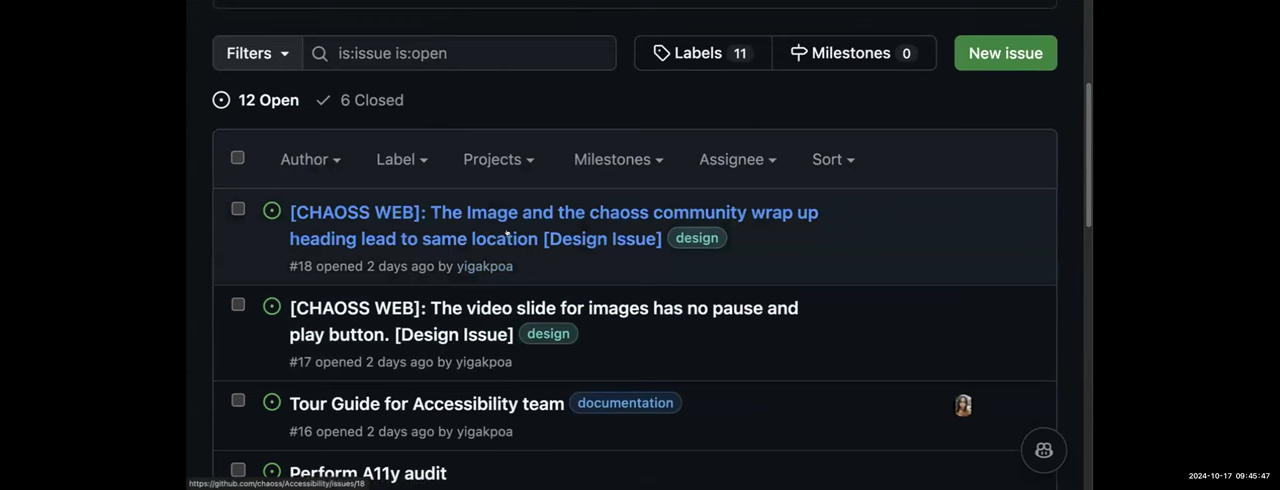 Filters
is:issue is:open
Labels 11
Milestones 0
New issue
12 Open
6 Closed
Author
Label
Projects
Milestones
Assignee
Sort
[CHAOSS WEB]: The Image and the chaoss community wrap up
heading lead to same location [Design Issue] design
#18 opened 2 days ago by yigakpoa
[CHAOSS WEB]: The video slide for images has no pause and
play button. [Design Issue] design
#17 opened 2 days ago by yigakpoa
Tour Guide for Accessibility team documentation
#16 opened 2 days ago by yigakpoa
Perform A11y audit
https://github.com/chaoss/Accessibility/issues/18
2024-10-17 09:45:47